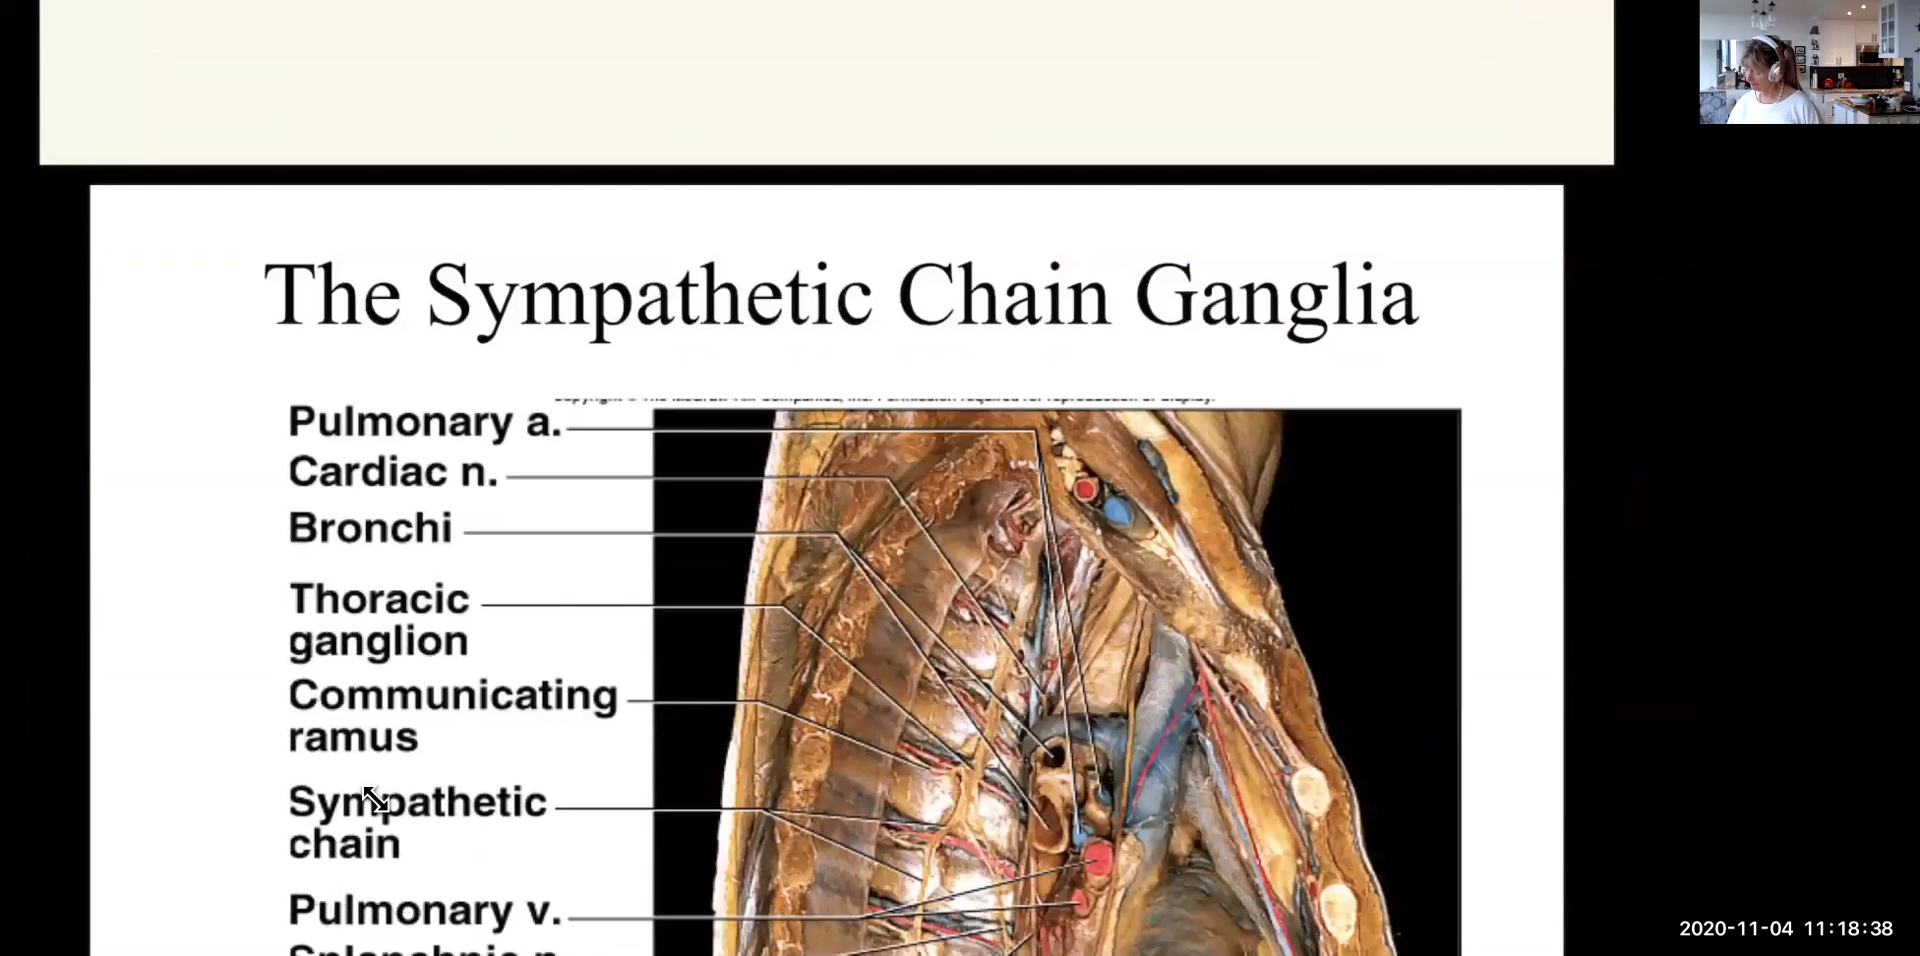 The Sympathetic Chain Ganglia
Pulmonary a.
Cardiac n.
Bronchi
Thoracic
ganglion
Communicating
ramus
Sympathetic
chain
Pulmonary v.
2020-11-04 11:18:38